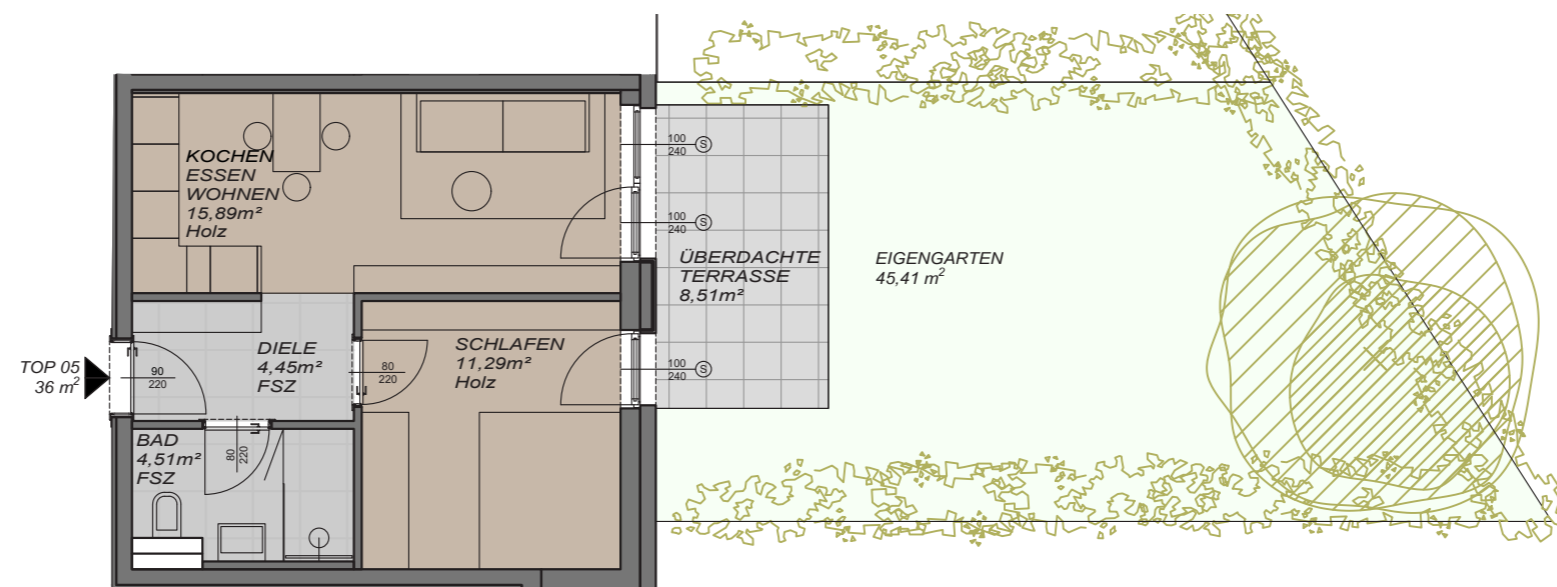 KOCHEN
ESSEN
WOHNEN
15,89m²
Holz
100
240
S
100
240
S
ÜBERDACHTE
TERRASSE
8,51m²
EIGENGARTEN
45,41 m²
TOP 05
36 m²
90
220
DIELE
4,45m²
FSZ
80
220
SCHLAFEN
11,29m²
Holz
100
240
S
BAD
4,51m²
FSZ
80
220